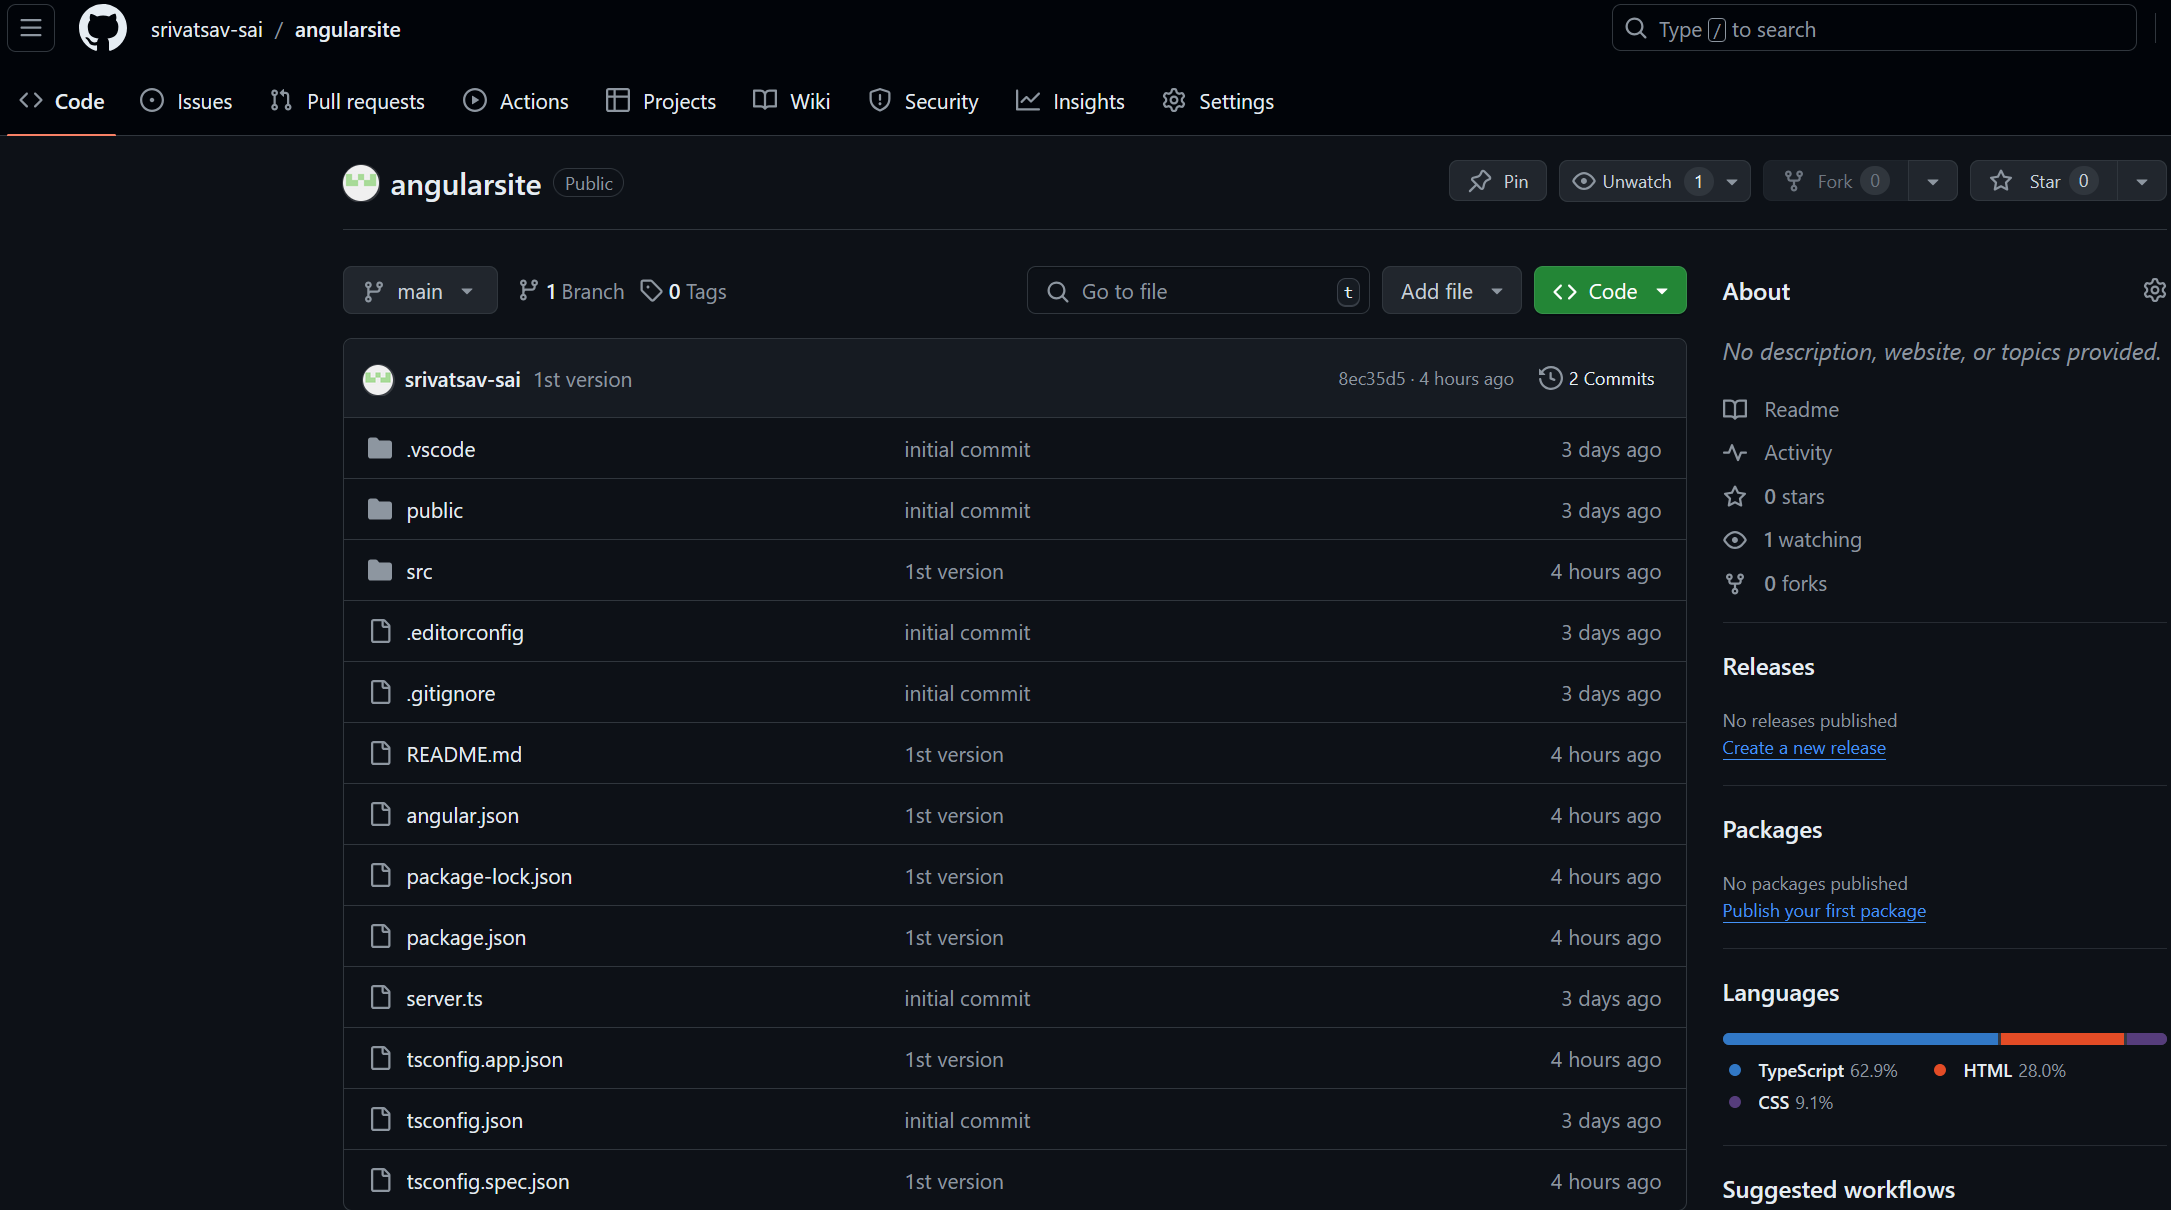 srivatsav-sai / angularsite
Type / to search
Code Issues Pull requests Actions Projects Wiki Security Insights Settings
angularsite Public
Pin Unwatch 1 Fork 0 Star 0
main 1 Branch 0 Tags Go to file t Add file Code
srivatsav-sai 1st version 8ec35d5 · 4 hours ago 2 Commits
.vscode initial commit 3 days ago
public initial commit 3 days ago
src 1st version 4 hours ago
.editorconfig initial commit 3 days ago
.gitignore initial commit 3 days ago
README.md 1st version 4 hours ago
angular.json 1st version 4 hours ago
package-lock.json 1st version 4 hours ago
package.json 1st version 4 hours ago
server.ts initial commit 3 days ago
tsconfig.app.json 1st version 4 hours ago
tsconfig.json initial commit 3 days ago
tsconfig.spec.json 1st version 4 hours ago
About
No description, website, or topics provided.
Readme
Activity
0 stars
1 watching
0 forks
Releases
No releases published
Create a new release
Packages
No packages published
Publish your first package
Languages
TypeScript 62.9% HTML 28.0%
CSS 9.1%
Suggested workflows